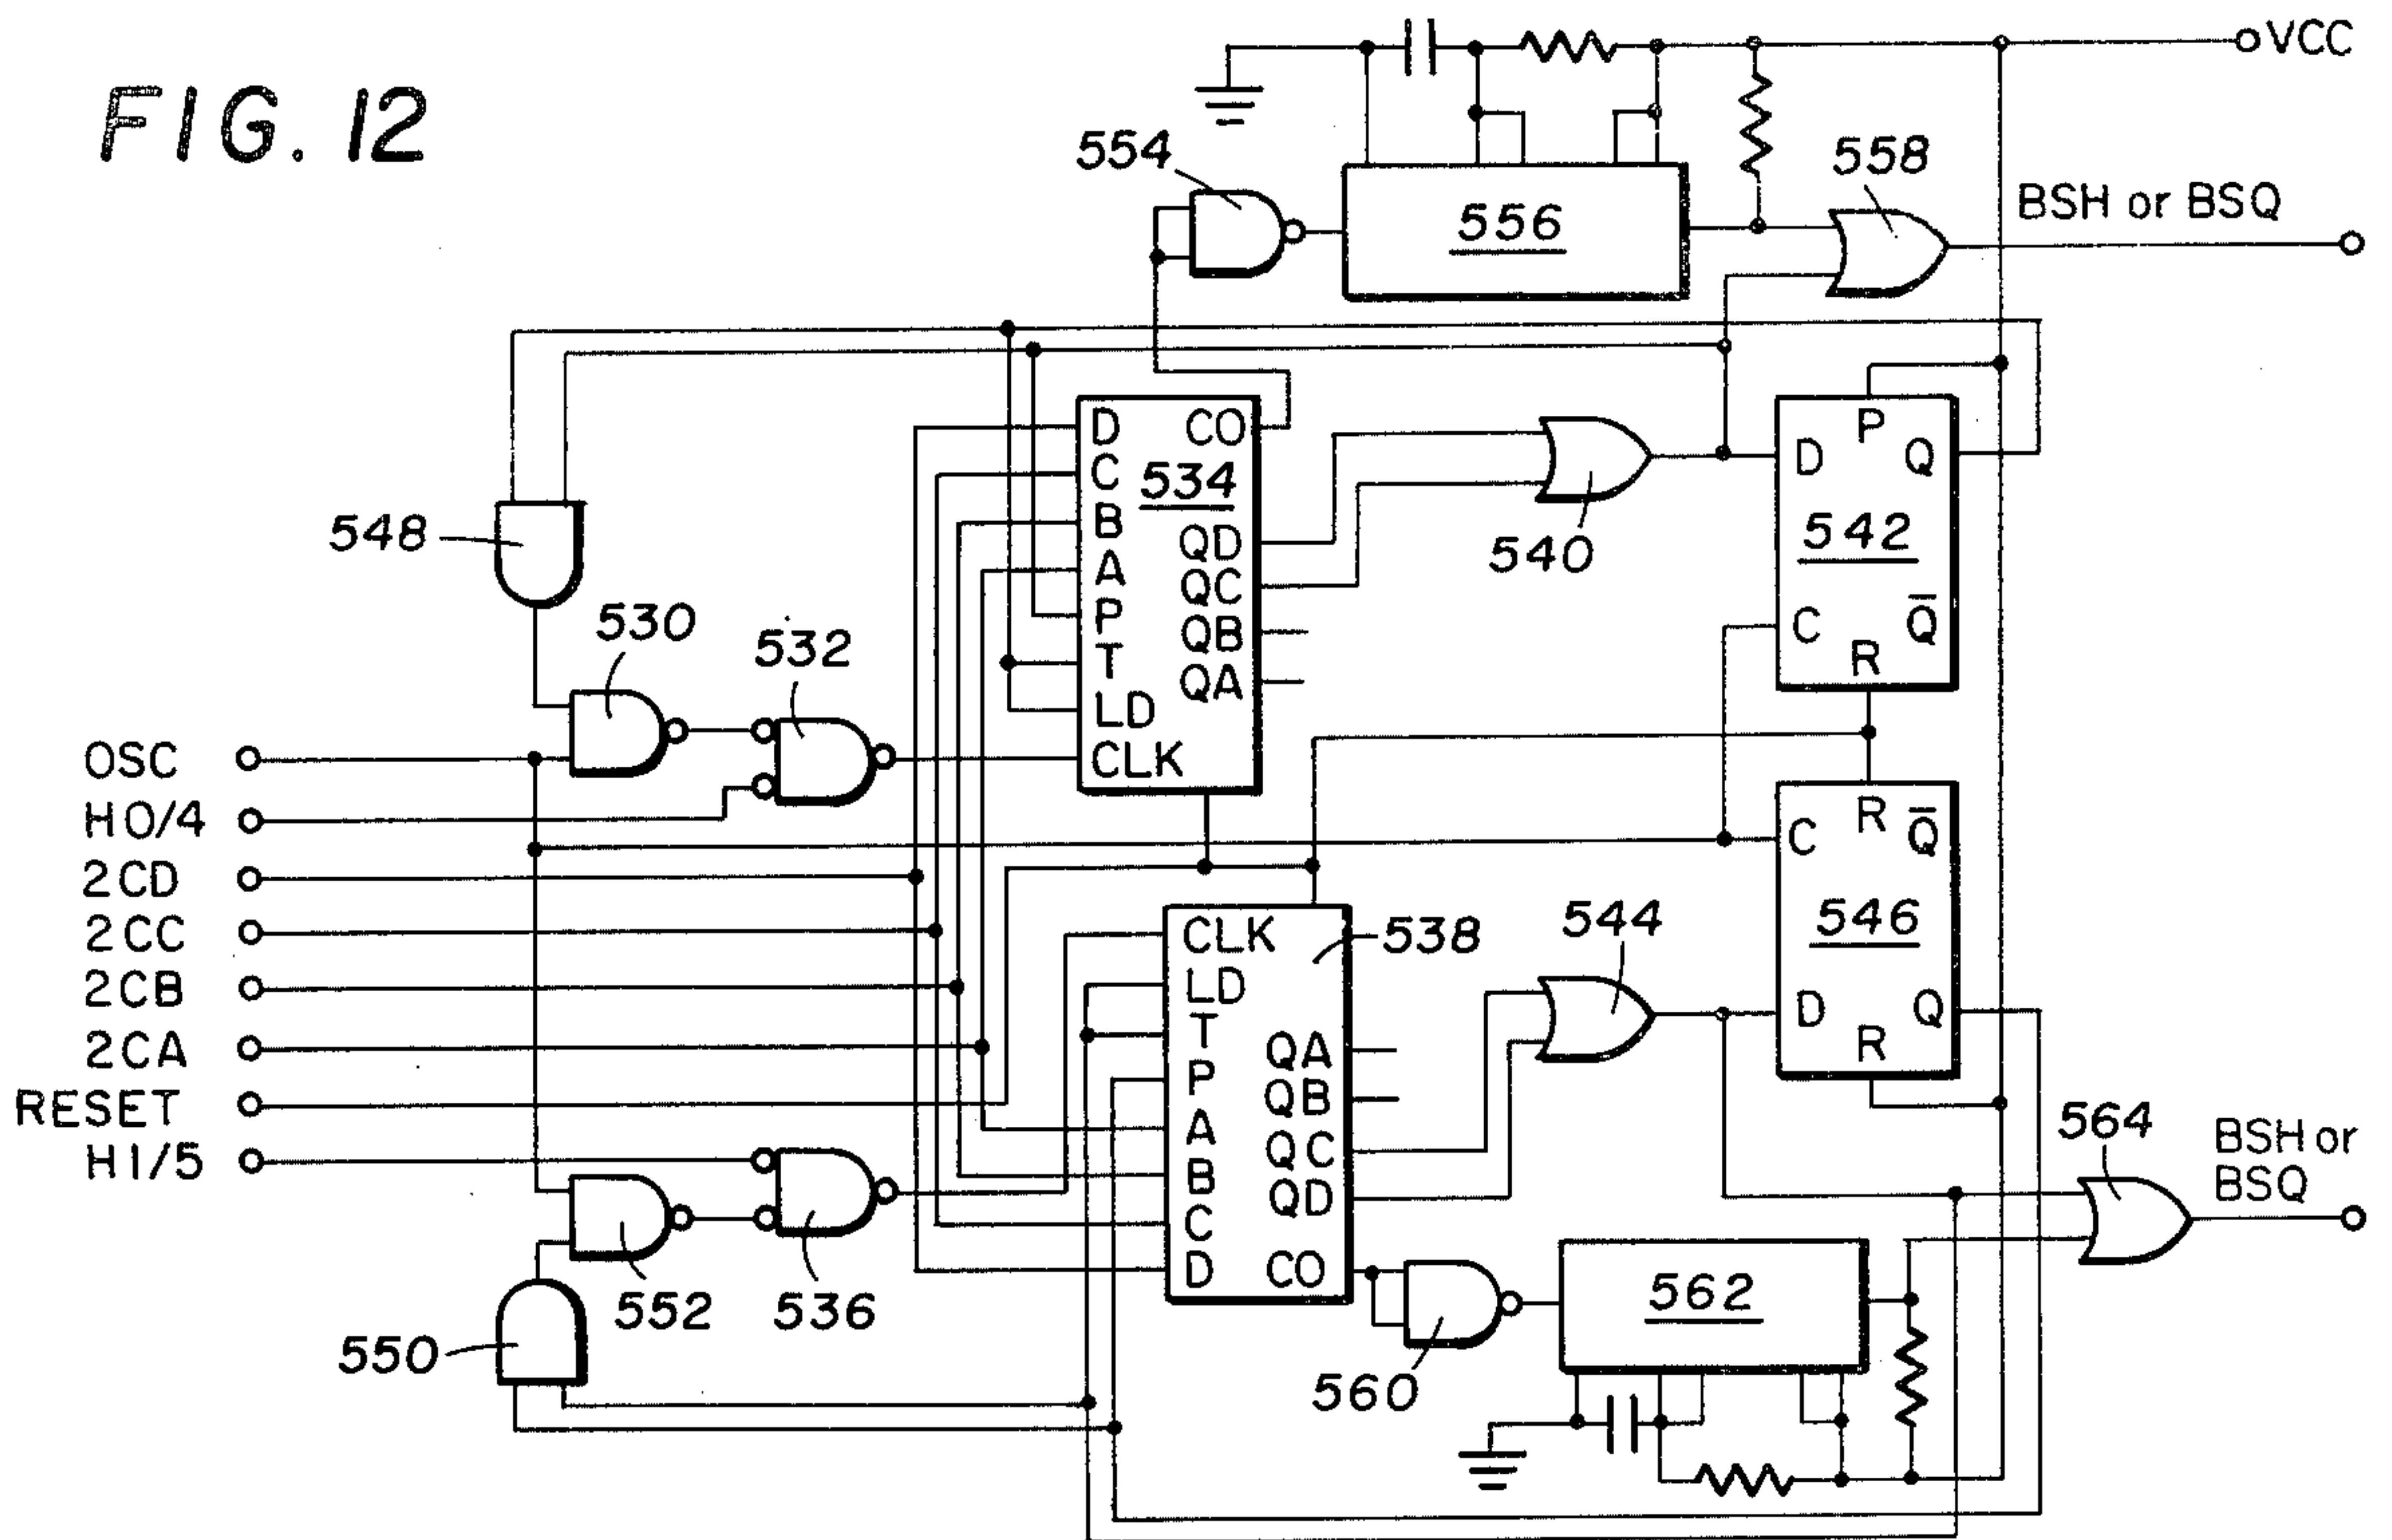 FIG. 12
VCC
554
556
558
BSH or BSQ
548
530
532
D
C
B
A
P
T
LD
CLK
CO
534
QD
QC
QB
QA
540
P
D
Q
542
C
Q̅
R
OSC
H0/4
2CD
2CC
2CB
2CA
RESET
H1/5
CLK
LD
T
P
A
B
C
D
538
QA
QB
QC
QD
CO
544
C
R
Q̅
546
D
Q
R
564
BSH or
BSQ
552
536
550
560
562